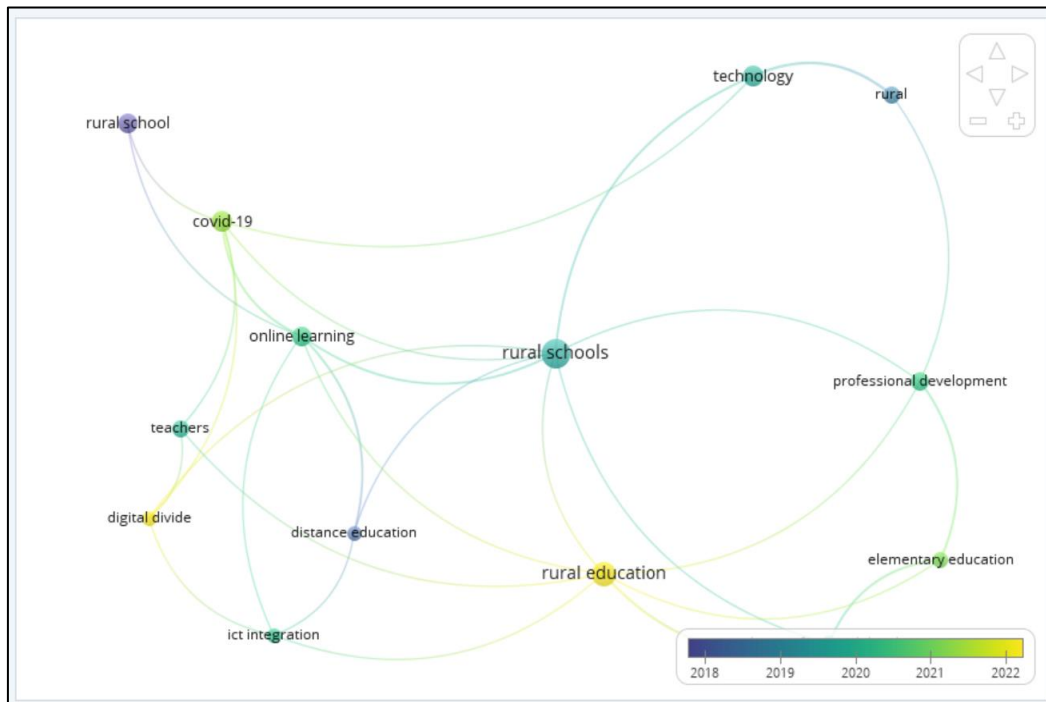 technology
rural
rural school
covid-19
online learning
rural schools
professional development
teachers
digital divide
distance education
elementary education
rural education
ict integration
2018 2019 2020 2021 2022